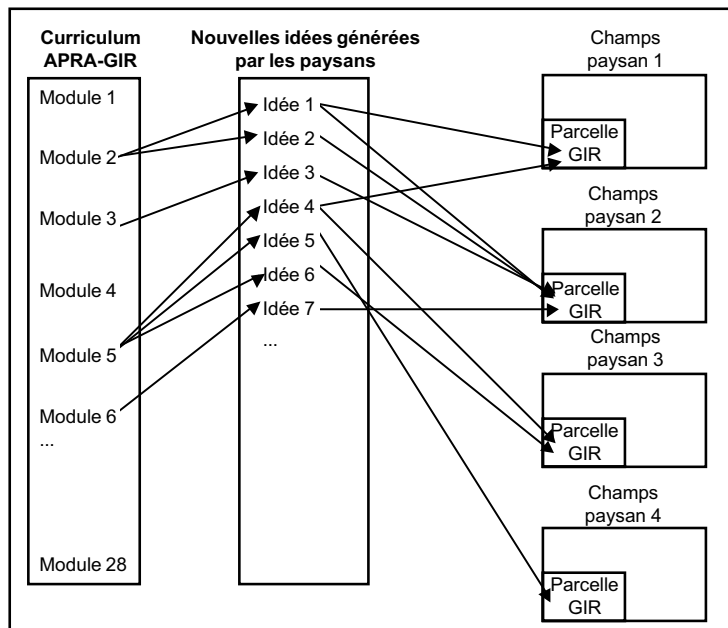 Curriculum
APRA-GIR
Module 1
Module 2
Module 3
Module 4
Module 5
Module 6
...
Module 28
Nouvelles idées générées
par les paysans
Idée 1
Idée 2
Idée 3
Idée 4
Idée 5
Idée 6
Idée 7
...
Champs
paysan 1
Parcelle
GIR
Champs
paysan 2
Parcelle
GIR
Champs
paysan 3
Parcelle
GIR
Champs
paysan 4
Parcelle
GIR